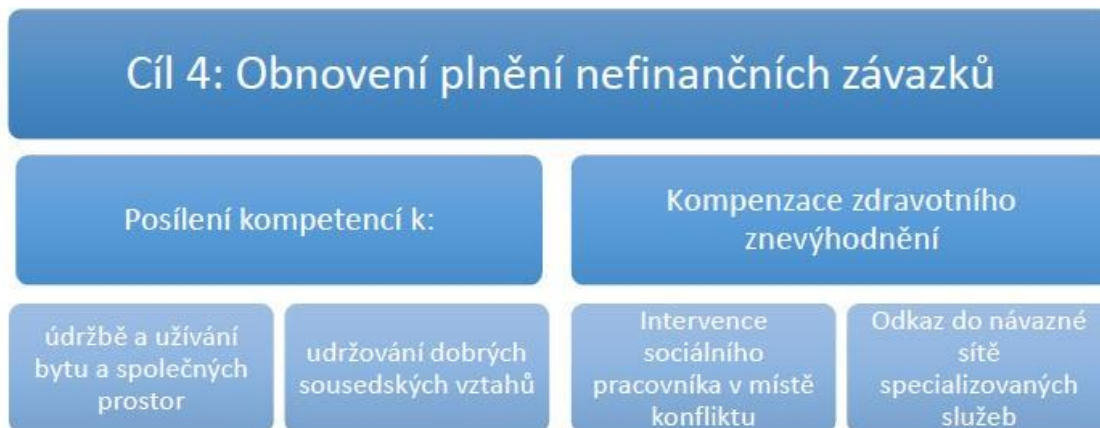 Cíl 4: Obnovení plnění nefinančních závazků
Posílení kompetencí k:
Kompenzace zdravotního
znevýhodnění
údržbě a užívání
bytu a společných
prostor
udržování dobrých
sousedských vztahů
Intervence
sociálního
pracovníka v místě
konfliktu
Odkaz do návazné
sítě
specializovaných
služeb